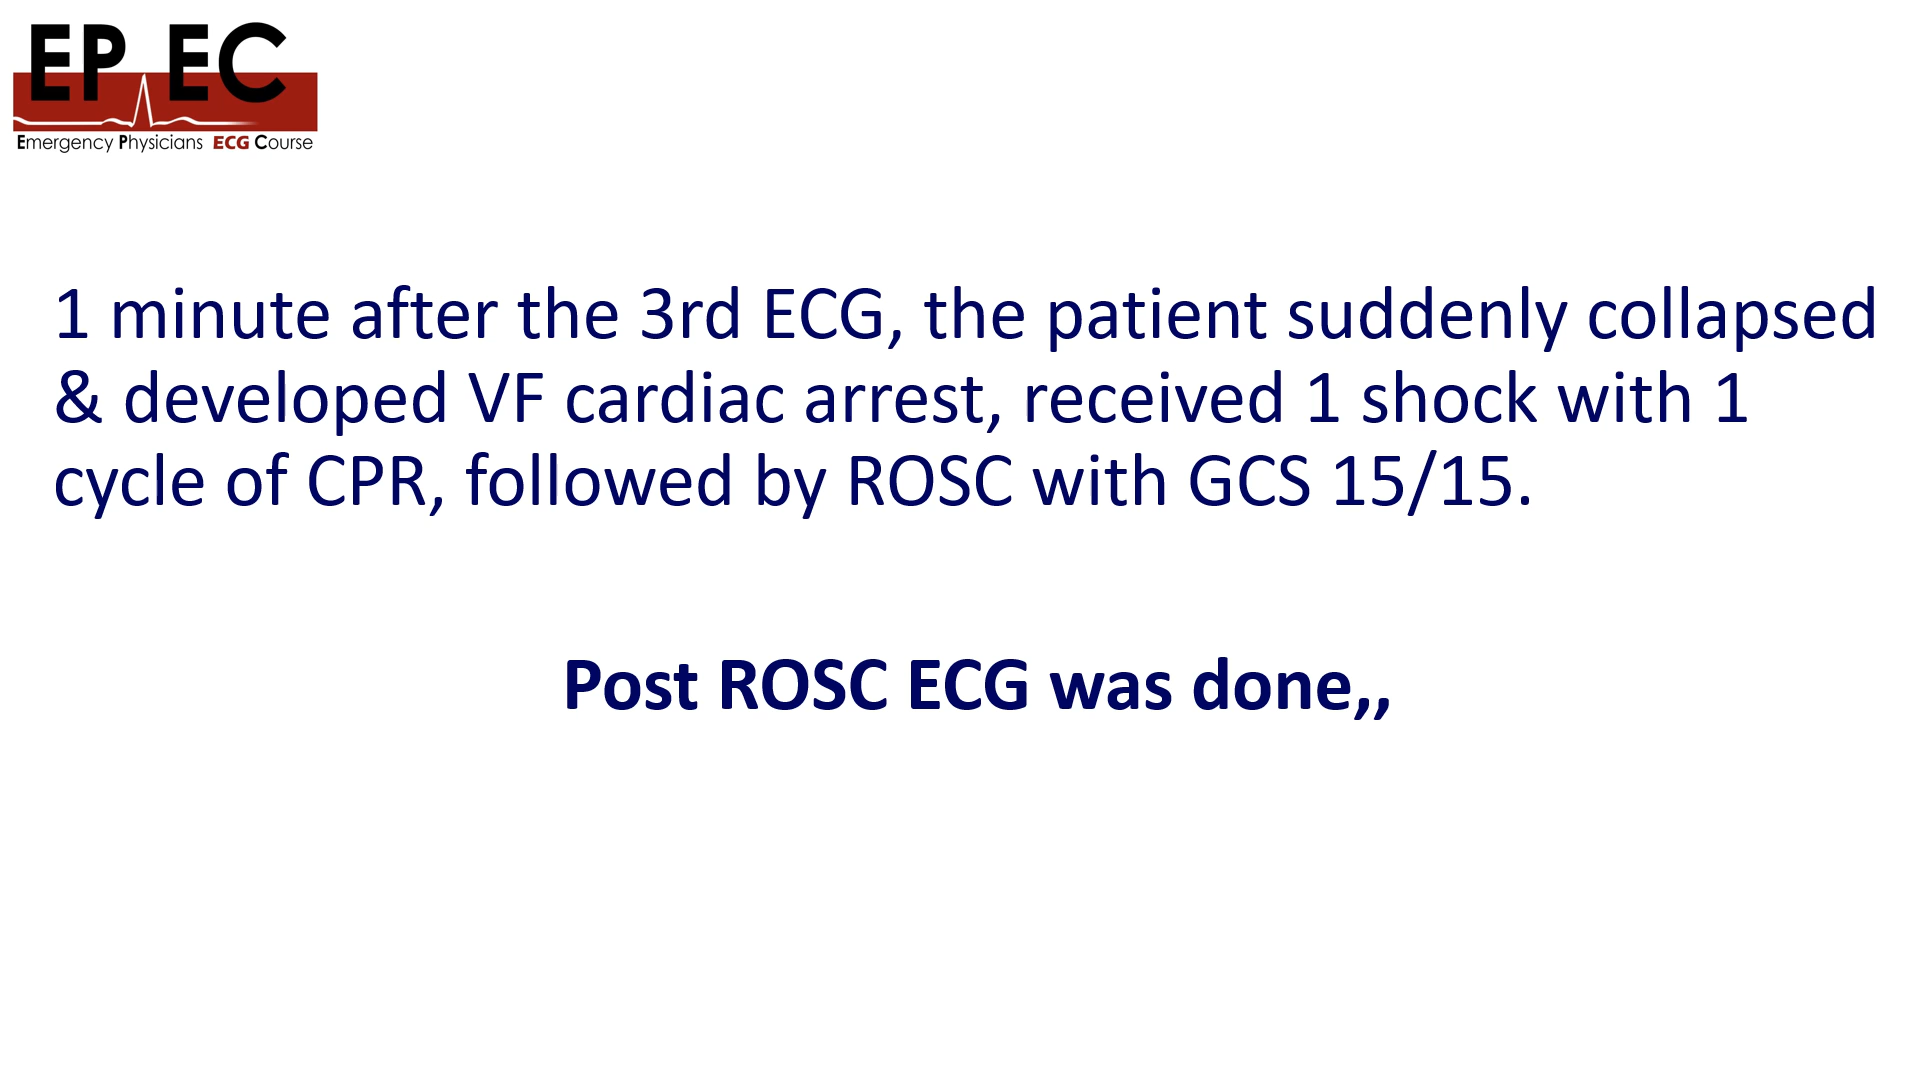 EP EC
Emergency Physicians ECG Course
1 minute after the 3rd ECG, the patient suddenly collapsed
& developed VF cardiac arrest, received 1 shock with 1
cycle of CPR, followed by ROSC with GCS 15/15.
Post ROSC ECG was done,,